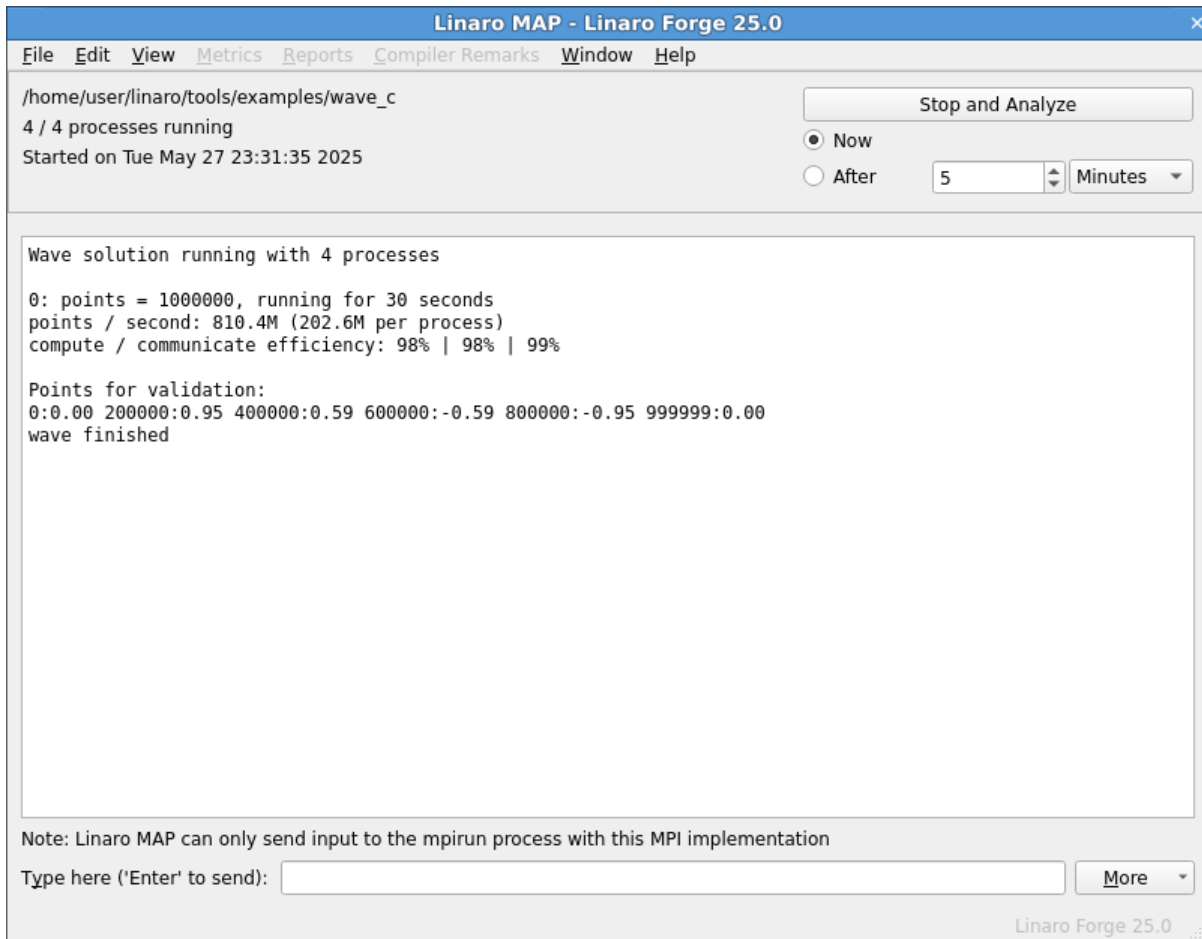 Linaro MAP - Linaro Forge 25.0
File Edit View Metrics Reports Compiler Remarks Window Help
/home/user/linaro/tools/examples/wave_c
4 / 4 processes running
Started on Tue May 27 23:31:35 2025
Stop and Analyze
Now
After 5 Minutes
Wave solution running with 4 processes
0: points = 1000000, running for 30 seconds
points / second: 810.4M (202.6M per process)
compute / communicate efficiency: 98% | 98% | 99%
Points for validation:
0:0.00 200000:0.95 400000:0.59 600000:-0.59 800000:-0.95 999999:0.00
wave finished
Note: Linaro MAP can only send input to the mpirun process with this MPI implementation
Type here ('Enter' to send): More
Linaro Forge 25.0